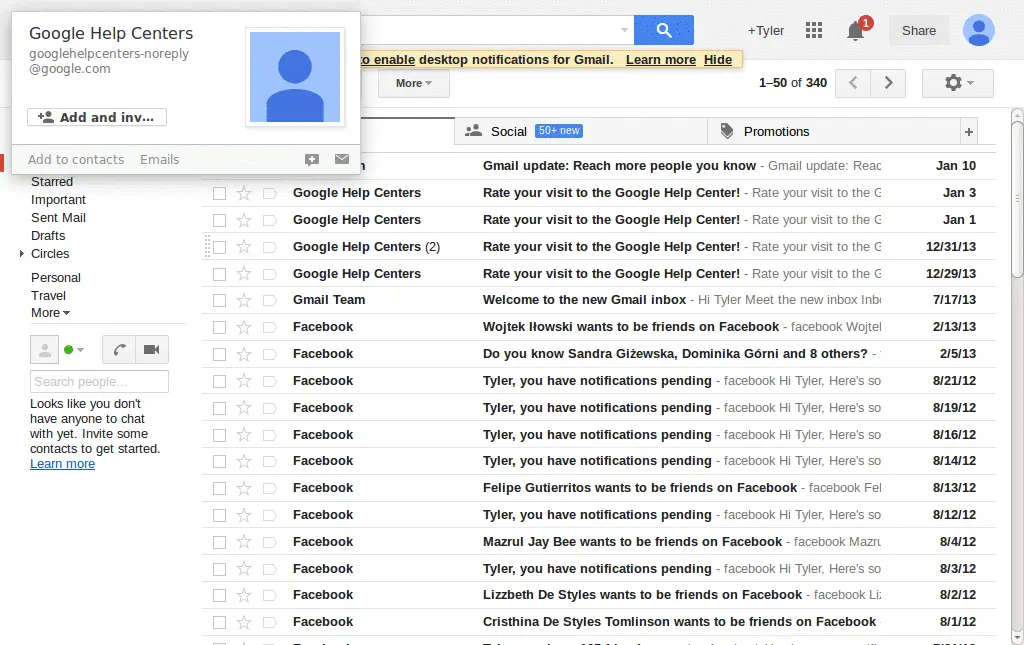 Google Help Centers
googlehelpcenters-noreply
@google.com
Add and inv...
Add to contacts Emails
+Tyler
1
Share
to enable desktop notifications for Gmail. Learn more Hide
More
1–50 of 340
Social 50+ new
Promotions
+
Starred
Important
Sent Mail
Drafts
Circles
Personal
Travel
More
Search people...
Looks like you don't
have anyone to chat
with yet. Invite some
contacts to get started.
Learn more
Gmail update: Reach more people you know - Gmail update: Reac Jan 10
Google Help Centers Rate your visit to the Google Help Center! - Rate your visit to the G Jan 3
Google Help Centers Rate your visit to the Google Help Center! - Rate your visit to the G Jan 1
Google Help Centers (2) Rate your visit to the Google Help Center! - Rate your visit to the G 12/31/13
Google Help Centers Rate your visit to the Google Help Center! - Rate your visit to the G 12/29/13
Gmail Team Welcome to the new Gmail inbox - Hi Tyler Meet the new inbox Inb 7/17/13
Facebook Wojtek Iłowski wants to be friends on Facebook - facebook Wojtel 2/13/13
Facebook Do you know Sandra Giżewska, Dominika Górni and 8 others? - 2/5/13
Facebook Tyler, you have notifications pending - facebook Hi Tyler, Here's so 8/21/12
Facebook Tyler, you have notifications pending - facebook Hi Tyler, Here's so 8/19/12
Facebook Tyler, you have notifications pending - facebook Hi Tyler, Here's so 8/16/12
Facebook Tyler, you have notifications pending - facebook Hi Tyler, Here's so 8/14/12
Facebook Felipe Gutierritos wants to be friends on Facebook - facebook Fel 8/13/12
Facebook Tyler, you have notifications pending - facebook Hi Tyler, Here's so 8/12/12
Facebook Mazrul Jay Bee wants to be friends on Facebook - facebook Mazru 8/4/12
Facebook Tyler, you have notifications pending - facebook Hi Tyler, Here's so 8/3/12
Facebook Lizzbeth De Styles wants to be friends on Facebook - facebook Liz 8/2/12
Facebook Cristhina De Styles Tomlinson wants to be friends on Facebook 8/1/12